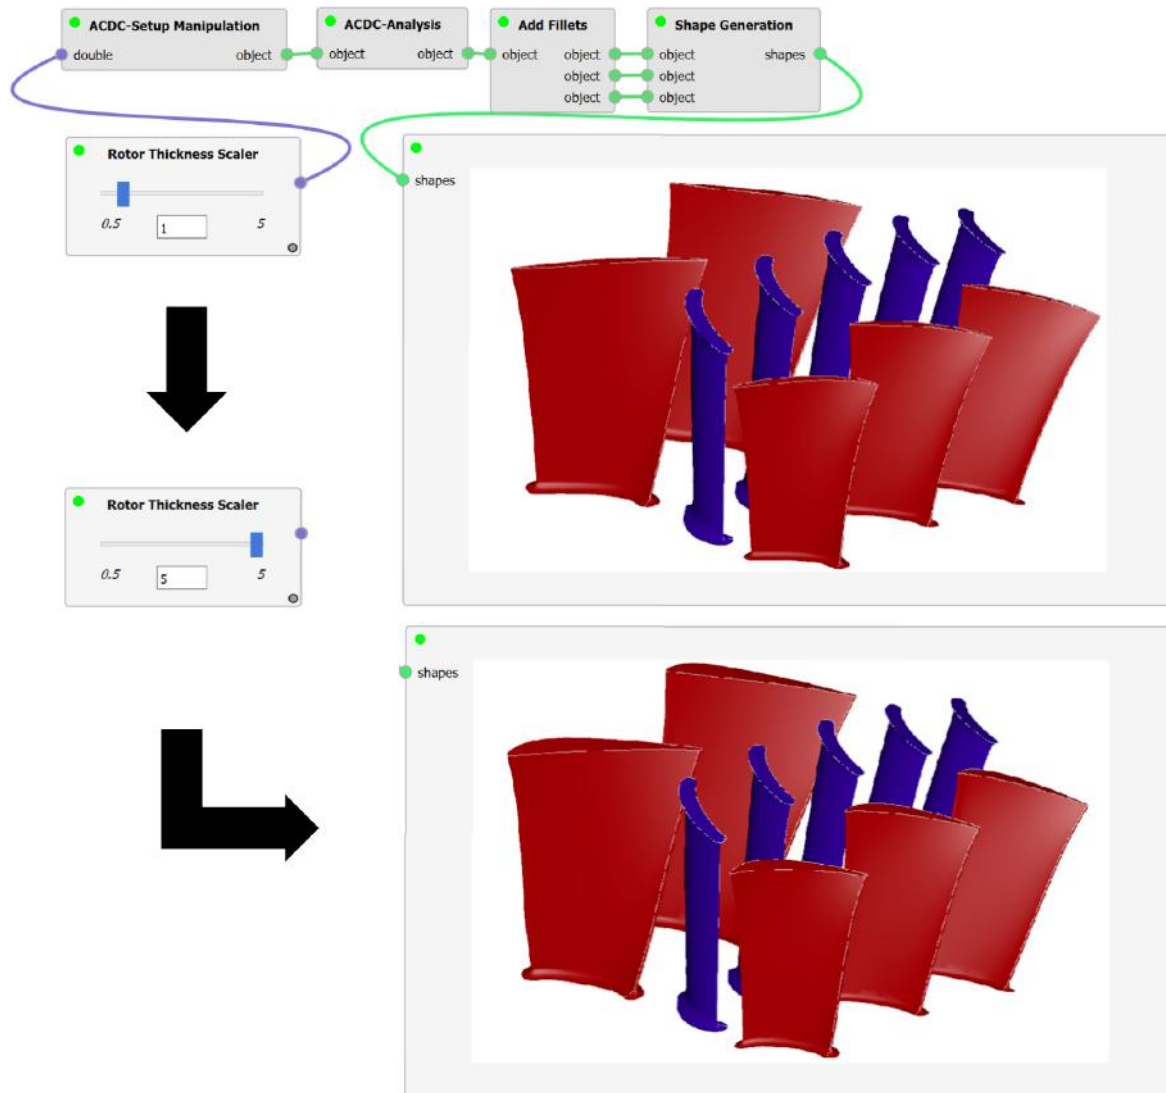 ACDC-Setup Manipulation
double object
ACDC-Analysis
object object
Add Fillets
object object
object
object
Shape Generation
object shapes
object
object
Rotor Thickness Scaler
0.5 1 5
shapes
Rotor Thickness Scaler
0.5 5 5
shapes